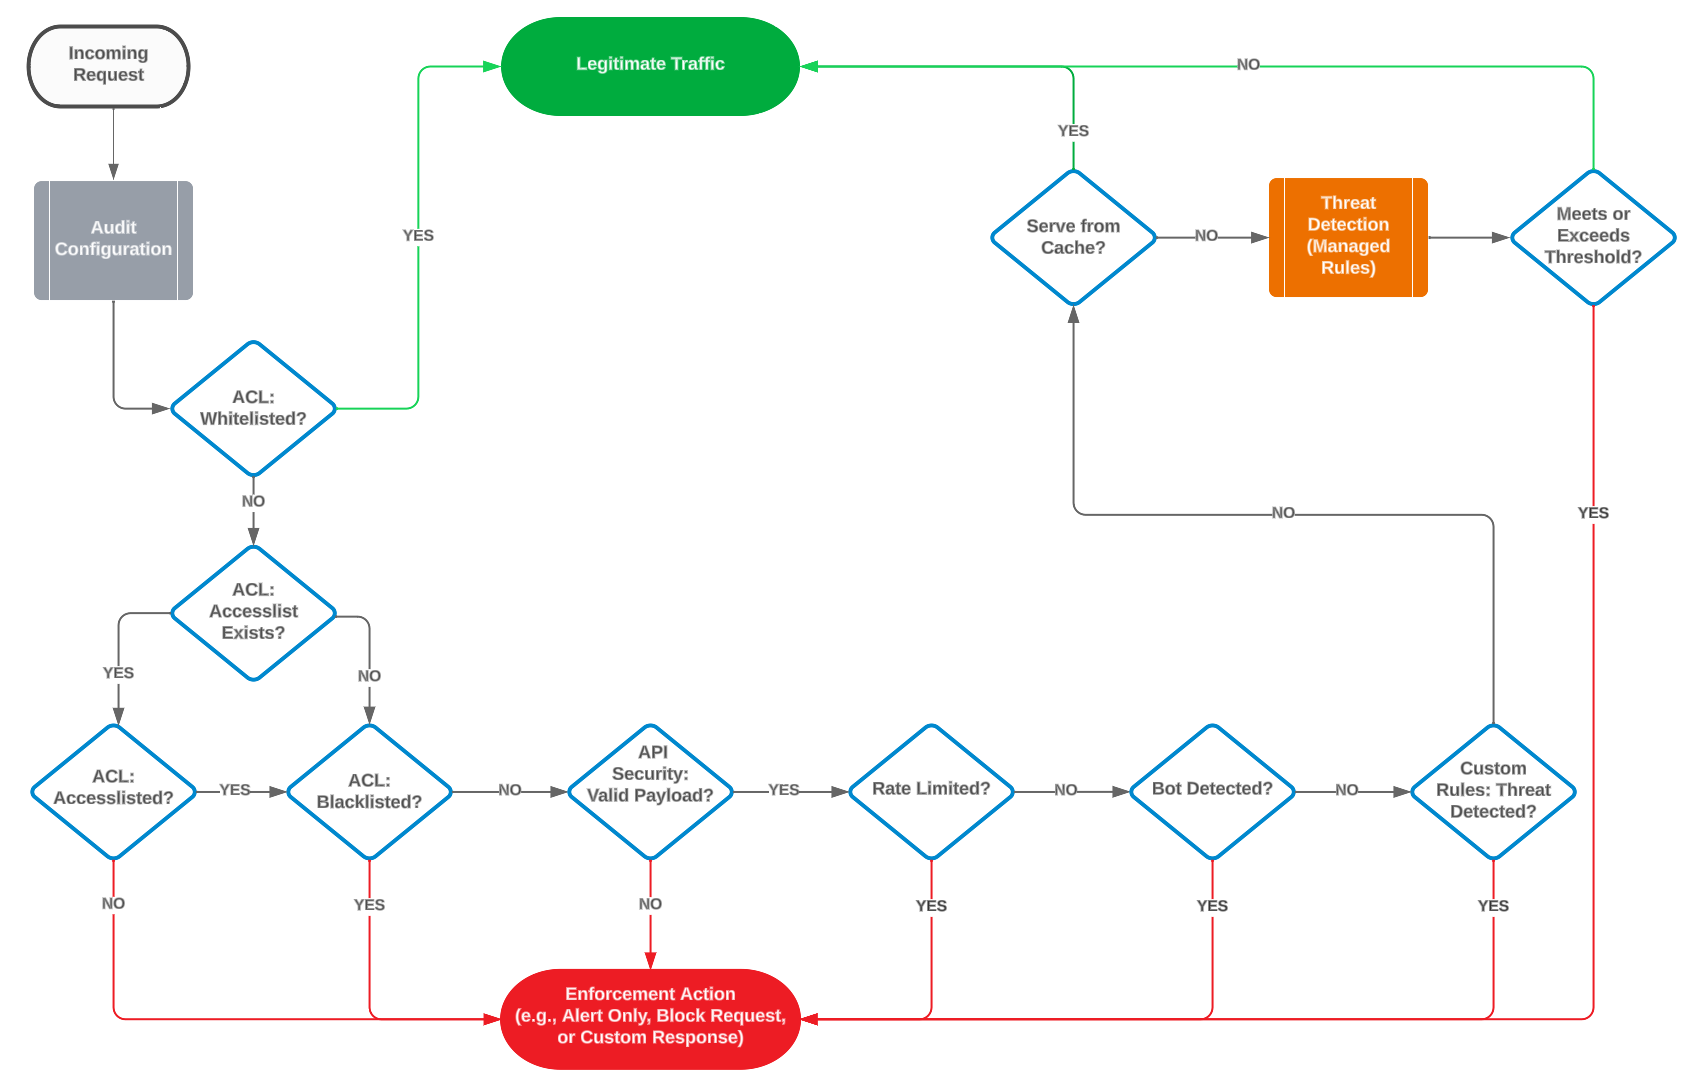 Incoming
Request
Legitimate Traffic
NO
YES
Audit
Configuration
YES
Serve from
Cache?
NO
Threat
Detection
(Managed
Rules)
Meets or
Exceeds
Threshold?
ACL:
Whitelisted?
NO
NO
YES
ACL:
Accesslist
Exists?
YES
NO
ACL:
Accesslisted?
YES
ACL:
Blacklisted?
NO
API
Security:
Valid Payload?
YES
Rate Limited?
NO
Bot Detected?
NO
Custom
Rules: Threat
Detected?
NO
YES
NO
YES
YES
YES
Enforcement Action
(e.g., Alert Only, Block Request,
or Custom Response)